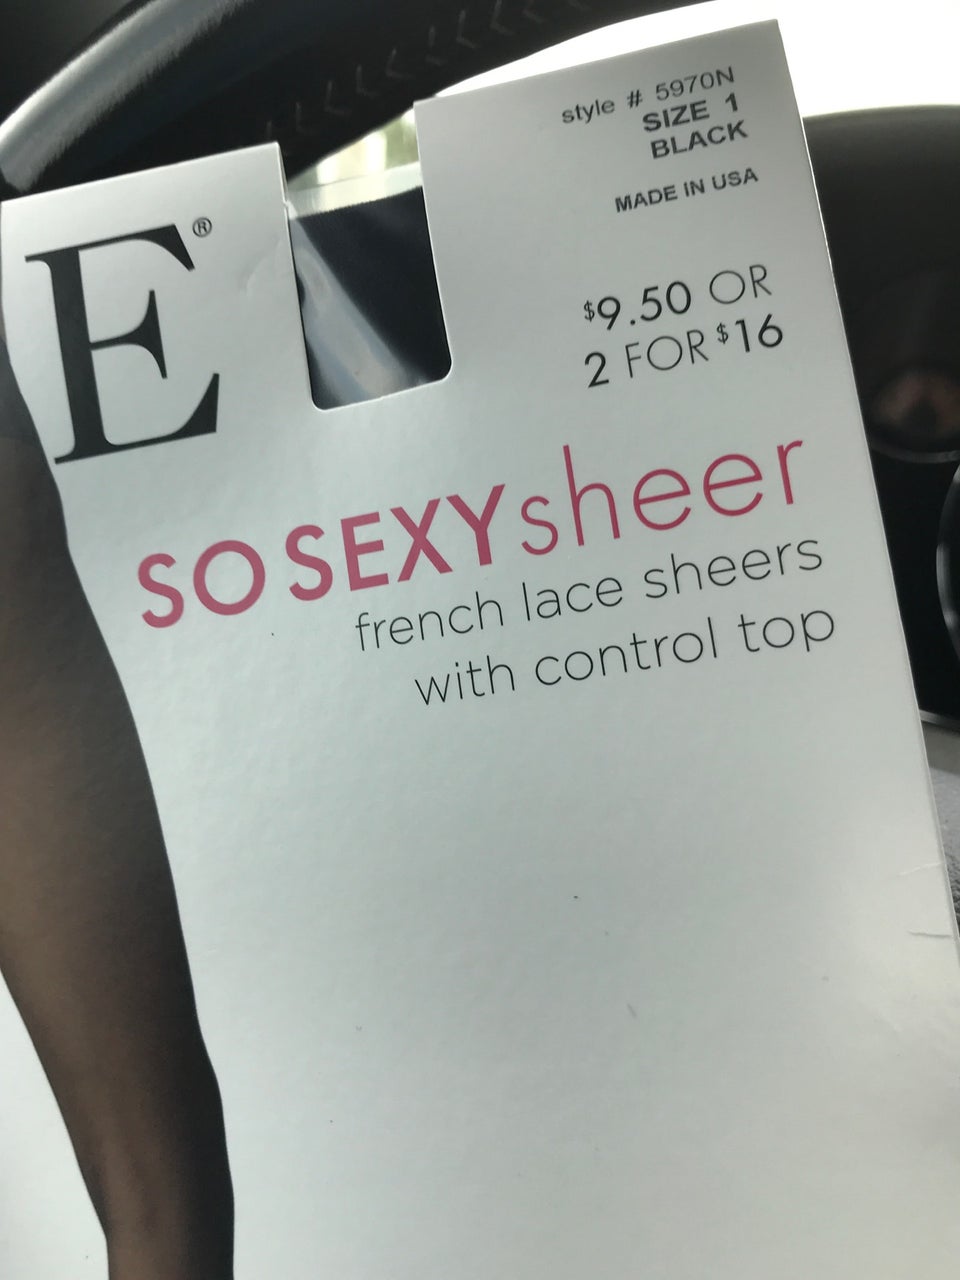 style # 5970N
SIZE 1
BLACK
MADE IN USA
E®
$9.50 OR
2 FOR $16
SO SEXY sheer
french lace sheers
with control top